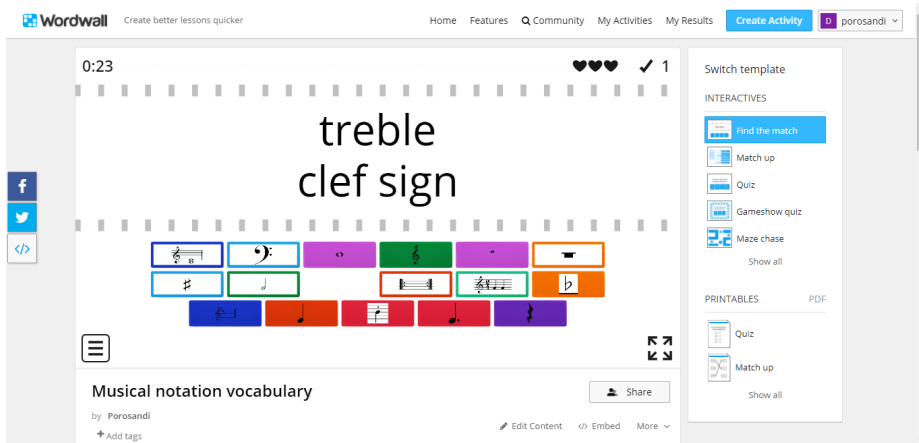 Wordwall Create better lessons quicker Home Features Community My Activities My Results Create Activity D porosandi
0:23 1
treble
clef sign
Switch template
INTERACTIVES
Find the match
Match up
Quiz
Gameshow quiz
Maze chase
Show all
PRINTABLES PDF
Quiz
Match up
Show all
Musical notation vocabulary
Share
by Porosandi
Add tags
Edit Content Embed More